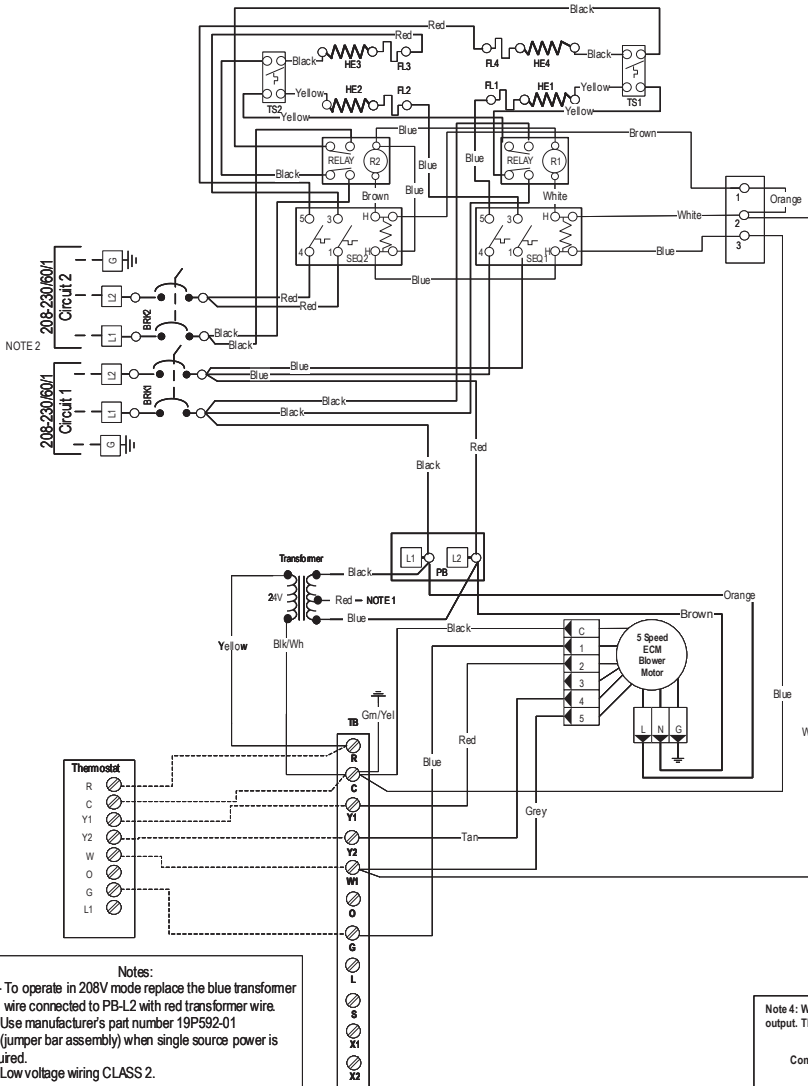 Black
Red
Red
Black HE3 FL3
FL4 HE4 Black
Yellow HE2 FL2
FL1 HE1 Yellow
TS2
TS1
Yellow
Yellow
Blue
Brown
RELAY R2
Blue
Blue
RELAY R1
Black
Brown
Blue
White
1
Orange
5 3 H
5 3 H
White
2
4 1 SEQ2 H
4 1 SEQ1 H
Blue
3
Blue
208-230/60/1
Circuit 2
G
L2
Red
Red
BRK2
L1
Black
Black
NOTE 2
208-230/60/1
Circuit 1
L2
Blue
Blue
BRK1
L1
Black
Black
G
Red
Black
L1 L2
PB
Transformer
24V
Black
Red NOTE 1
Blue
Orange
Brown
Yellow
Blk/Wh
Black
C
1
2
3
4
5
5 Speed
ECM
Blower
Motor
Blue
L N G
W
Grn/Yel
Red
Blue
Grey
Tan
TB
R
C
Y1
Y2
W1
O
G
L
S
X1
X2
Thermostat
R
C
Y1
Y2
W
O
G
L1
Notes:
- To operate in 208V mode replace the blue transformer
wire connected to PB-L2 with red transformer wire.
Use manufacturer's part number 19P592-01
(jumper bar assembly) when single source power is
uired.
Low voltage wiring CLASS 2.
Note 4: W
output. T
Con